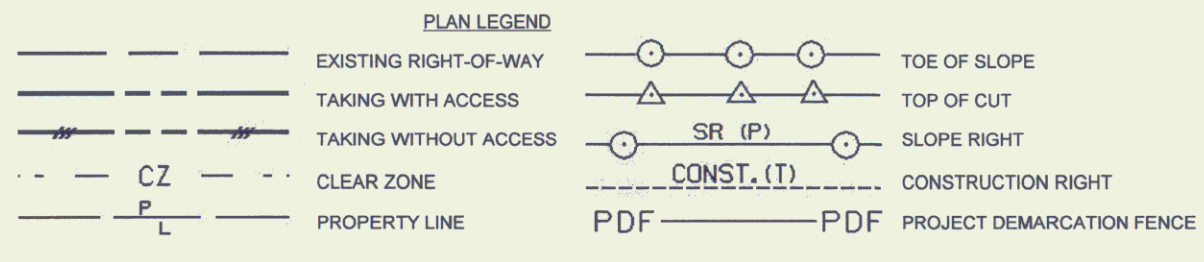 PLAN LEGEND
EXISTING RIGHT-OF-WAY
TAKING WITH ACCESS
TAKING WITHOUT ACCESS
CZ CLEAR ZONE
P L PROPERTY LINE
TOE OF SLOPE
TOP OF CUT
SR (P) SLOPE RIGHT
CONST. (T) CONSTRUCTION RIGHT
PDF PDF PROJECT DEMARCATION FENCE